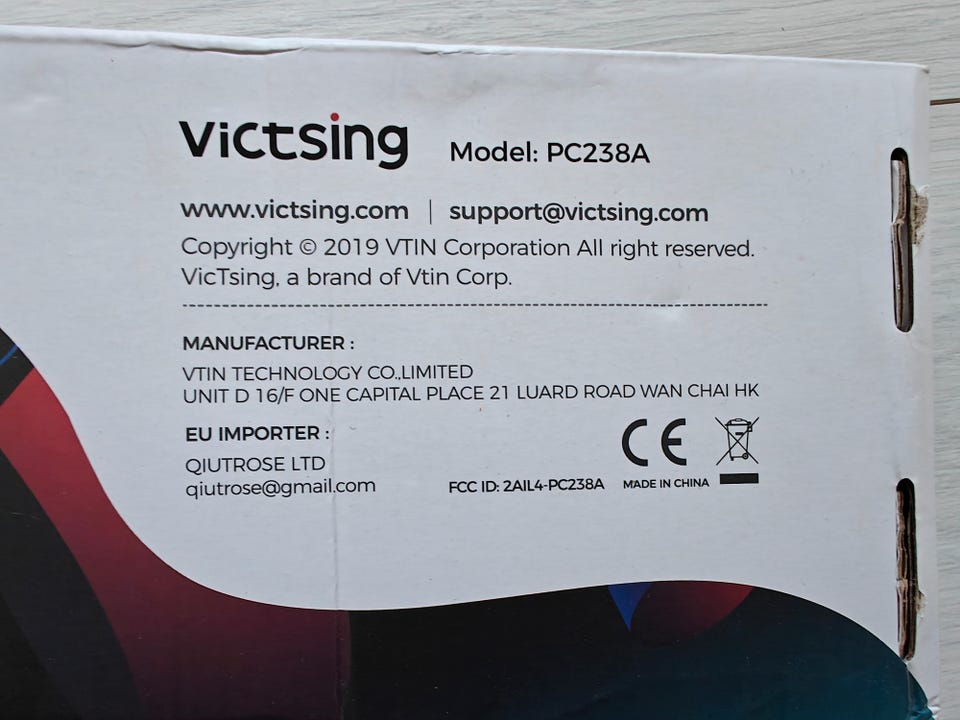 VicTsing
Model: PC238A
www.victsing.com | support@victsing.com
Copyright © 2019 VTIN Corporation All right reserved.
VicTsing, a brand of Vtin Corp.
MANUFACTURER :
VTIN TECHNOLOGY CO.,LIMITED
UNIT D 16/F ONE CAPITAL PLACE 21 LUARD ROAD WAN CHAI HK
EU IMPORTER :
QIUTROSE LTD
qiutrose@gmail.com
CE
FCC ID: 2AIL4-PC238A
MADE IN CHINA